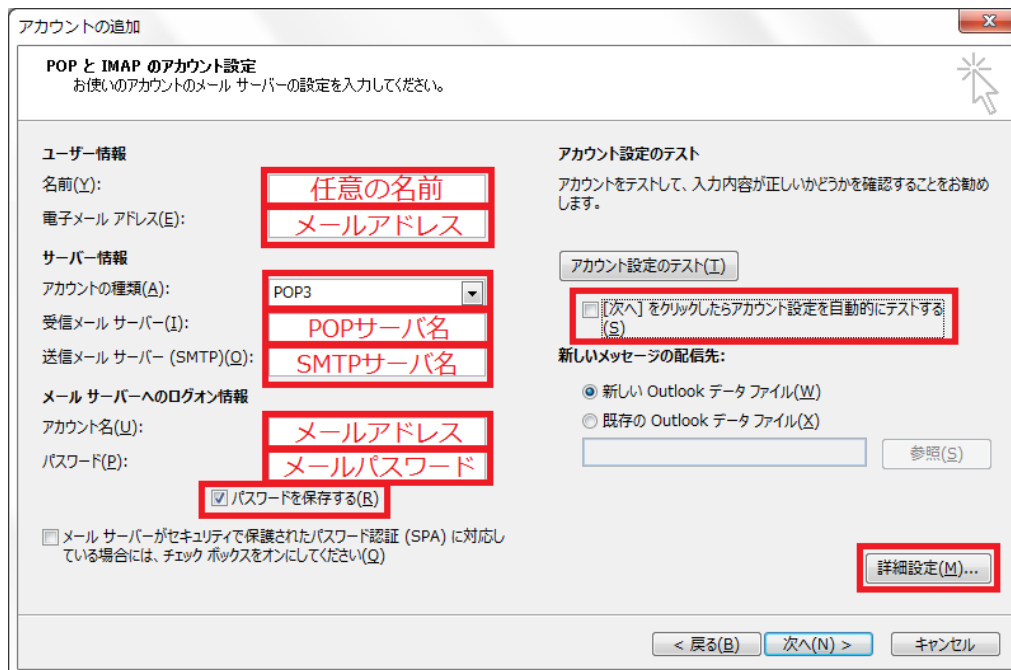 アカウントの追加
POP と IMAP のアカウント設定
お使いのアカウントのメール サーバーの設定を入力してください。
ユーザー情報
名前(Y):
任意の名前
電子メール アドレス(E):
メールアドレス
サーバー情報
アカウントの種類(A):
POP3
受信メール サーバー(I):
POPサーバ名
送信メール サーバー (SMTP)(O):
SMTPサーバ名
メール サーバーへのログオン情報
アカウント名(U):
メールアドレス
パスワード(P):
メールパスワード
パスワードを保存する(R)
メール サーバーがセキュリティで保護されたパスワード認証 (SPA) に対応し
ている場合には、チェック ボックスをオンにしてください(Q)
アカウント設定のテスト
アカウントをテストして、入力内容が正しいかどうかを確認することをお勧め
します。
アカウント設定のテスト(T)
[次へ] をクリックしたらアカウント設定を自動的にテストする
(S)
新しいメッセージの配信先:
新しい Outlook データ ファイル(W)
既存の Outlook データ ファイル(X)
参照(S)
詳細設定(M)...
< 戻る(B)
次へ(N) >
キャンセル